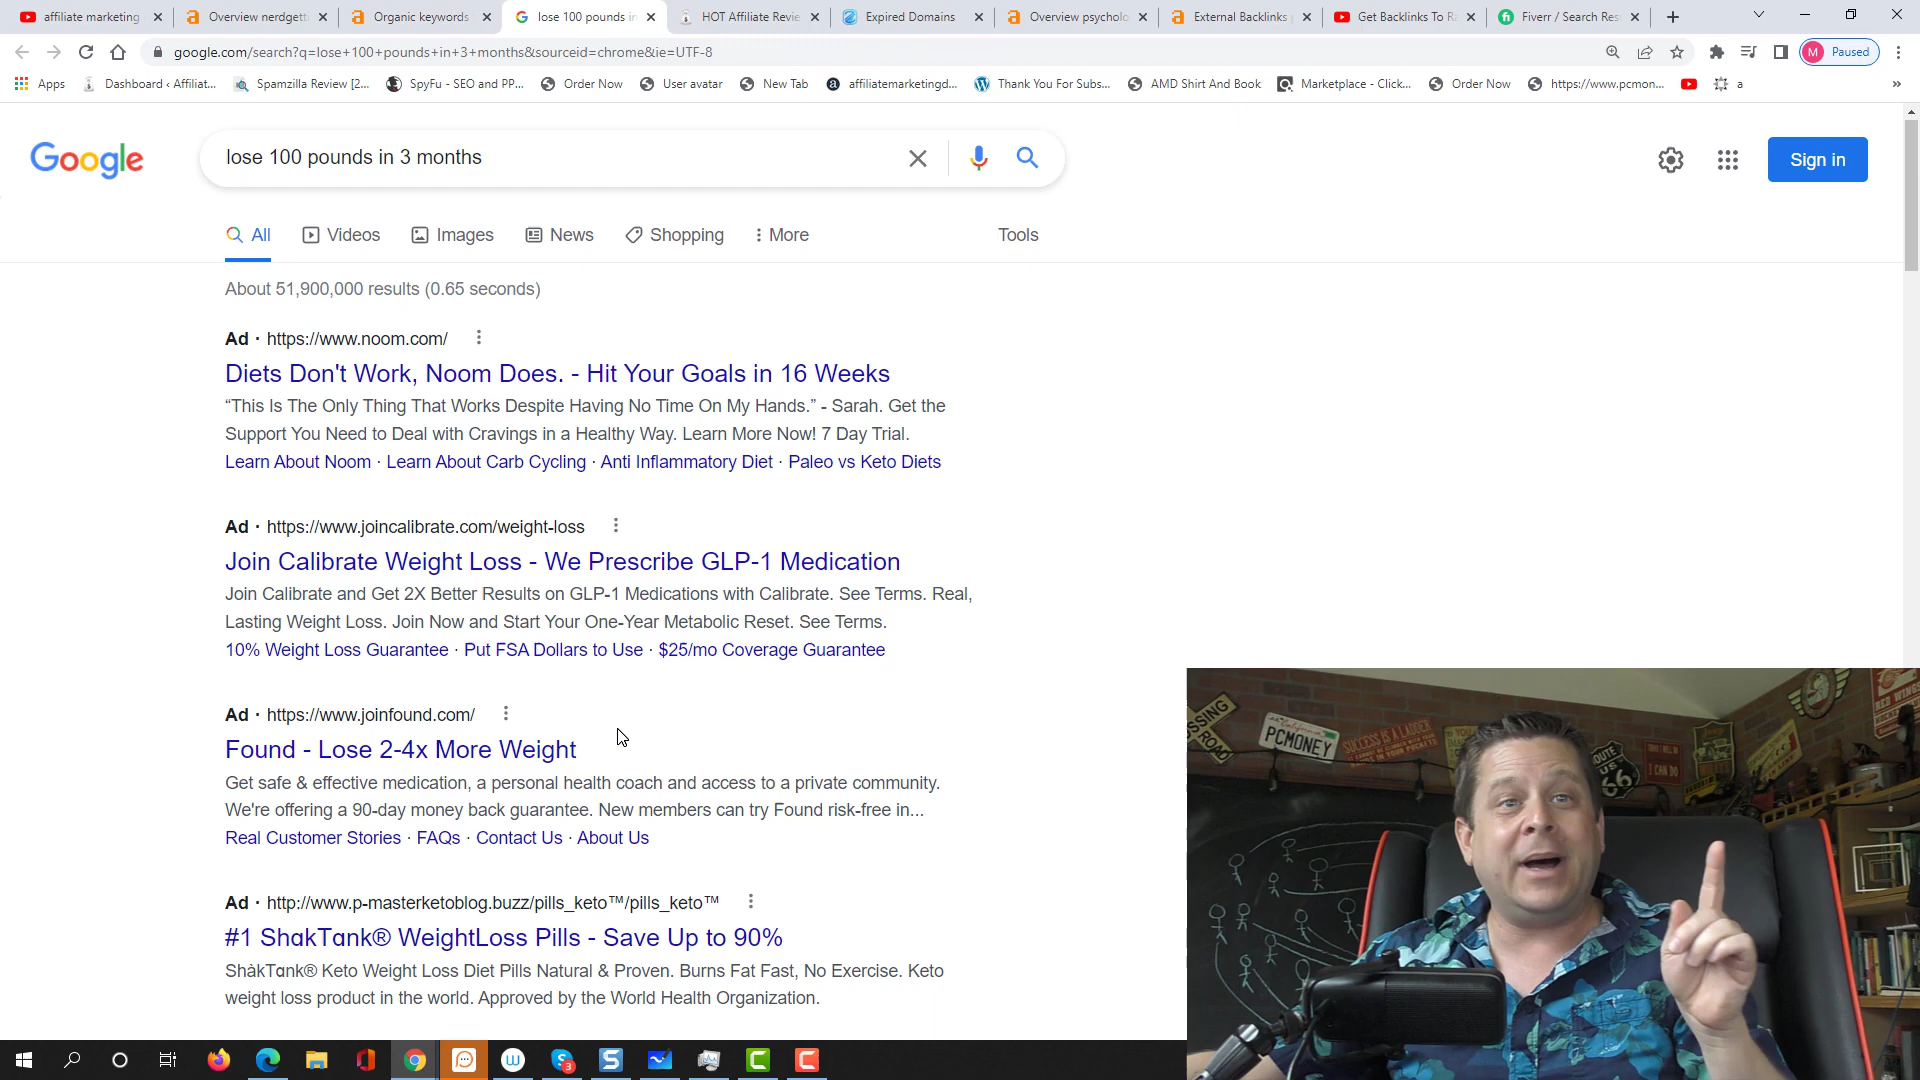 affiliate marketing
Overview nerdgett
Organic keywords
lose 100 pounds in
HOT Affiliate Revie
Expired Domains
Overview psycholo
External Backlinks
Get Backlinks To Ra
Fiverr / Search Res
google.com/search?q=lose+100+pounds+in+3+months&sourceid=chrome&ie=UTF-8
M Paused
Apps
Dashboard ‹ Affiliat...
Spamzilla Review [2...
SpyFu - SEO and PP...
Order Now
User avatar
New Tab
affiliatemarketingd...
Thank You For Subs...
AMD Shirt And Book
Marketplace - Click...
Order Now
https://www.pcmon...
a
»
Google
lose 100 pounds in 3 months
Sign in
All
Videos
Images
News
Shopping
More
Tools
About 51,900,000 results (0.65 seconds)
Ad · https://www.noom.com/
Diets Don't Work, Noom Does. - Hit Your Goals in 16 Weeks
“This Is The Only Thing That Works Despite Having No Time On My Hands.” - Sarah. Get the
Support You Need to Deal with Cravings in a Healthy Way. Learn More Now! 7 Day Trial.
Learn About Noom · Learn About Carb Cycling · Anti Inflammatory Diet · Paleo vs Keto Diets
Ad · https://www.joincalibrate.com/weight-loss
Join Calibrate Weight Loss - We Prescribe GLP-1 Medication
Join Calibrate and Get 2X Better Results on GLP-1 Medications with Calibrate. See Terms. Real,
Lasting Weight Loss. Join Now and Start Your One-Year Metabolic Reset. See Terms.
10% Weight Loss Guarantee · Put FSA Dollars to Use · $25/mo Coverage Guarantee
Ad · https://www.joinfound.com/
Found - Lose 2-4x More Weight
Get safe & effective medication, a personal health coach and access to a private community.
We're offering a 90-day money back guarantee. New members can try Found risk-free in...
Real Customer Stories · FAQs · Contact Us · About Us
Ad · http://www.p-masterketoblog.buzz/pills_keto™/pills_keto™
#1 ShɑkTɑnk® WeightLoss Pills - Save Up to 90%
ShàkTɑnk® Keto Weight Loss Diet Pills Natural & Proven. Burns Fat Fast, No Exercise. Keto
weight loss product in the world. Approved by the World Health Organization.
CROSSING
ROAD
California
PCMONEY
SUCCESS IS A LADDER
ROUTE
US
66
I CAN DO
3